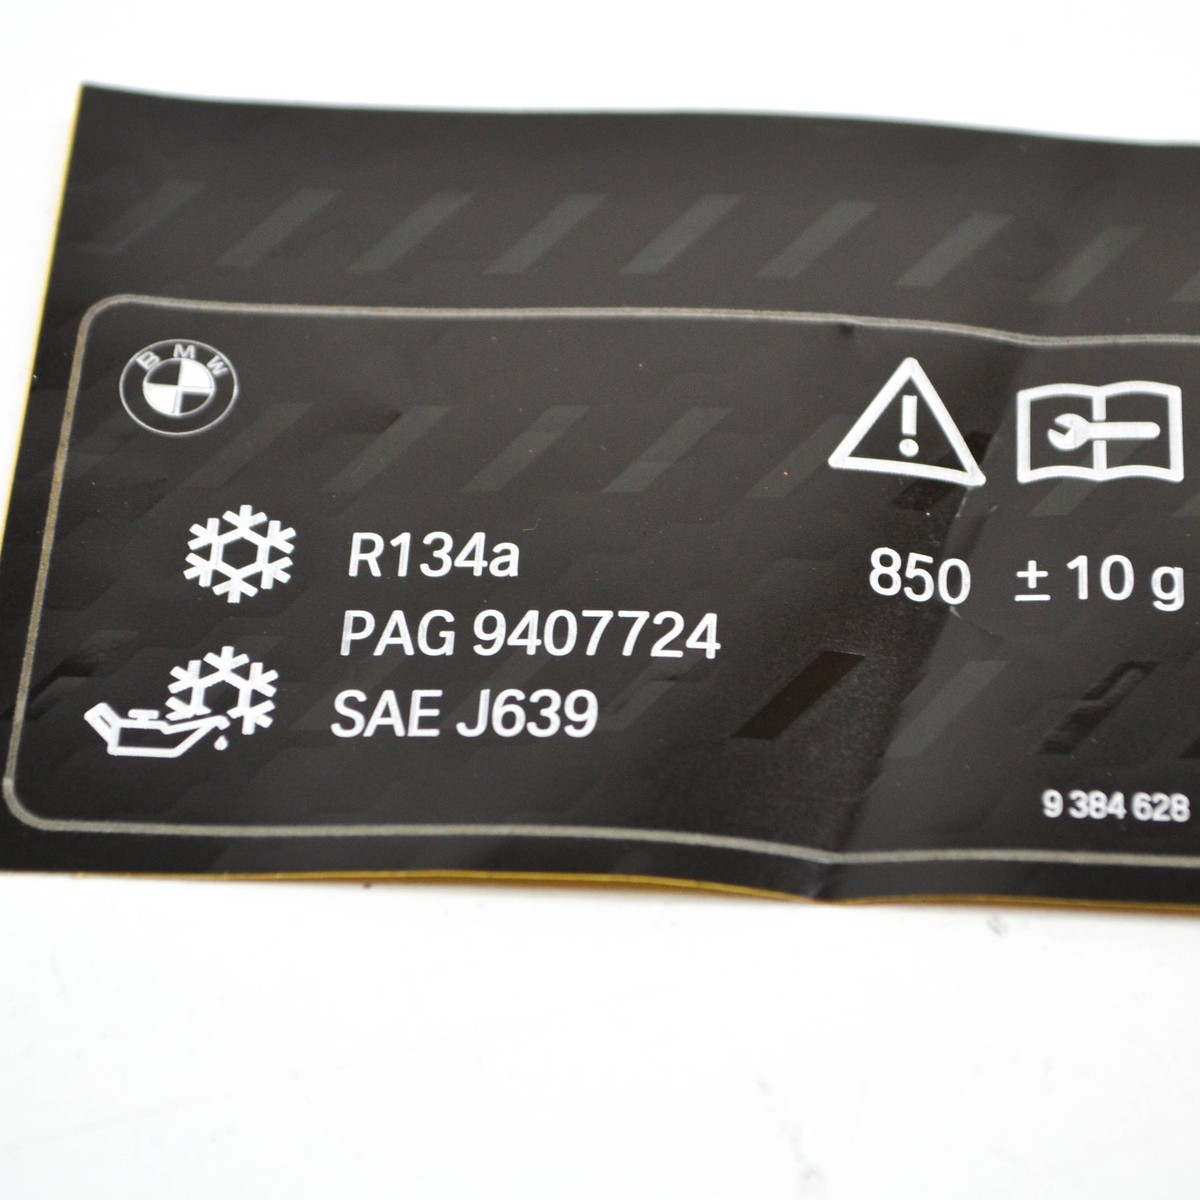 BMW
R134a 850 ± 10 g
PAG 9407724
SAE J639
9 384 628